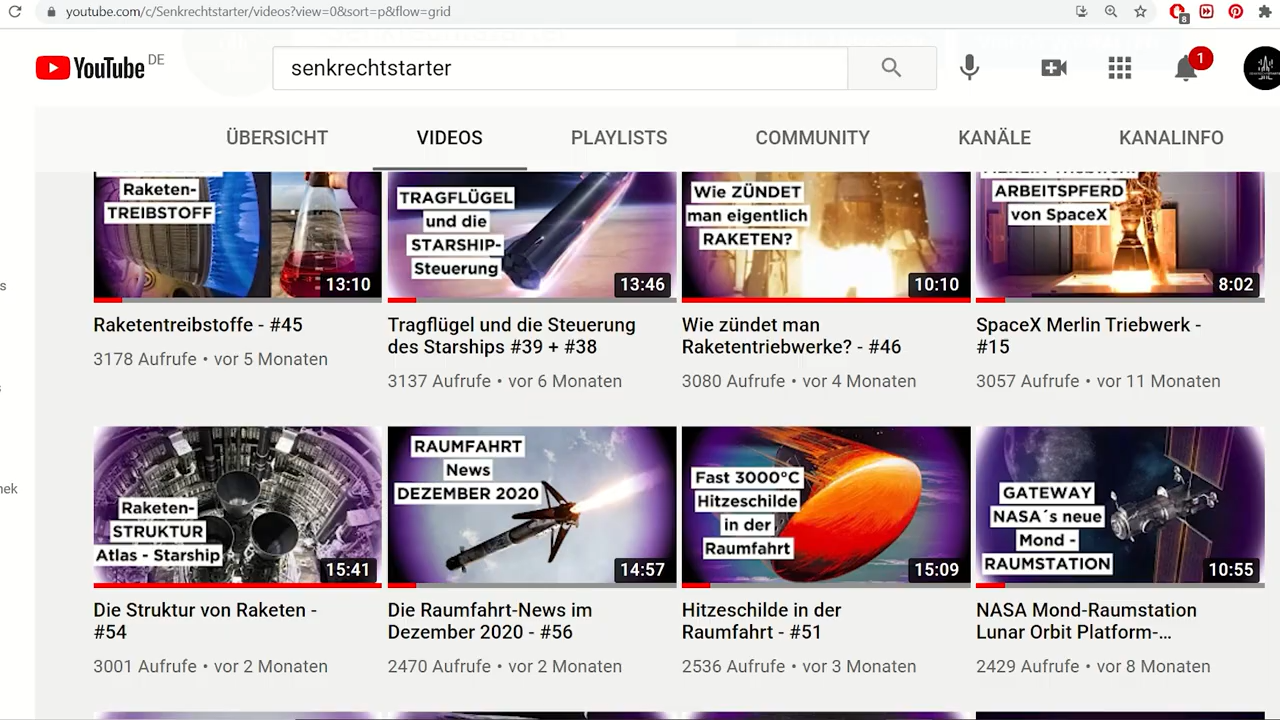 youtube.com/c/Senkrechtstarter/videos?view=0&sort=p&flow=grid
8
YouTube DE
senkrechtstarter
1
ÜBERSICHT VIDEOS PLAYLISTS COMMUNITY KANÄLE KANALINFO
Raketen-
TREIBSTOFF
13:10
TRAGFLÜGEL
und die
STARSHIP-
Steuerung
13:46
Wie ZÜNDET
man eigentlich
RAKETEN?
10:10
ARBEITSPFERD
von SpaceX
8:02
Raketentreibstoffe - #45
3178 Aufrufe • vor 5 Monaten
Tragflügel und die Steuerung
des Starships #39 + #38
3137 Aufrufe • vor 6 Monaten
Wie zündet man
Raketentriebwerke? - #46
3080 Aufrufe • vor 4 Monaten
SpaceX Merlin Triebwerk -
#15
3057 Aufrufe • vor 11 Monaten
Raketen-
STRUKTUR
Atlas - Starship
15:41
RAUMFAHRT
News
DEZEMBER 2020
14:57
Fast 3000°C
Hitzeschilde
in der
Raumfahrt
15:09
GATEWAY
NASA´s neue
Mond -
RAUMSTATION
10:55
Die Struktur von Raketen -
#54
3001 Aufrufe • vor 2 Monaten
Die Raumfahrt-News im
Dezember 2020 - #56
2470 Aufrufe • vor 2 Monaten
Hitzeschilde in der
Raumfahrt - #51
2536 Aufrufe • vor 3 Monaten
NASA Mond-Raumstation
Lunar Orbit Platform-...
2429 Aufrufe • vor 8 Monaten